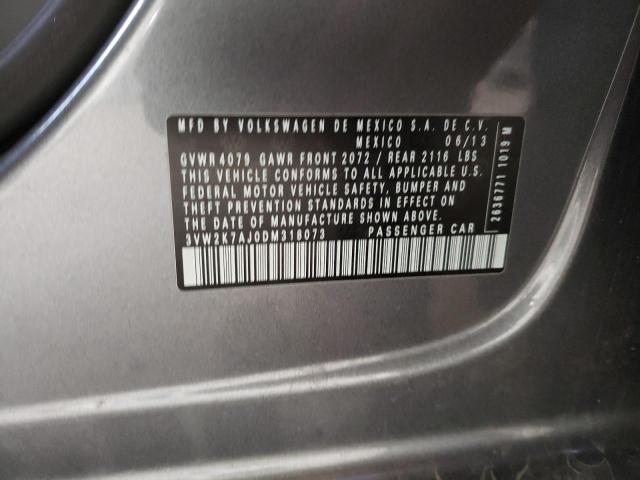 MFD BY VOLKSWAGEN DE MEXICO S.A. DE C.V.
MEXICO 06/13
GVWR 4079 GAWR FRONT 2072 / REAR 2116 LBS
THIS VEHICLE CONFORMS TO ALL APPLICABLE U.S.
FEDERAL MOTOR VEHICLE SAFETY, BUMPER AND
THEFT PREVENTION STANDARDS IN EFFECT ON
THE DATE OF MANUFACTURE SHOWN ABOVE.
3VW2K7AJ0DM318073 PASSENGER CAR
2636771 1019 M